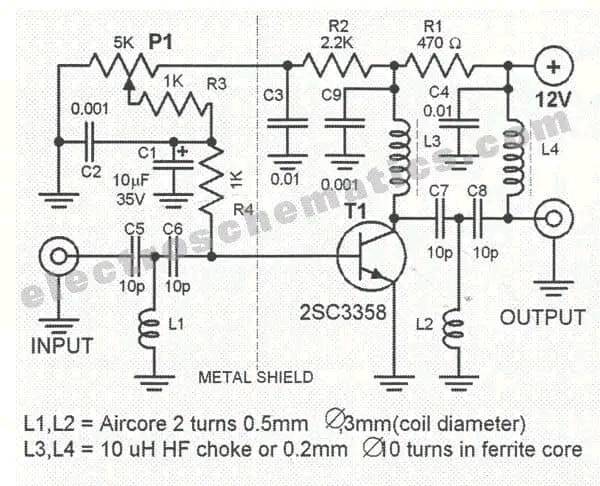 R2
R1
5K
P1
2.2K
470 Ω
+
1K
R3
C3
C9
C4
12V
0.001
0.01
C1
+
L3
L4
C2
10µF
35V
1K
R4
0.01
0.001
T1
C7
C8
C5
C6
10p
10p
10p
10p
2SC3358
L1
L2
INPUT
OUTPUT
METAL SHIELD
electroschematics.com
L1,L2 = Aircore 2 turns 0.5mm ∅,3mm(coil diameter)
L3,L4 = 10 uH HF choke or 0.2mm ∅10 turns in ferrite core